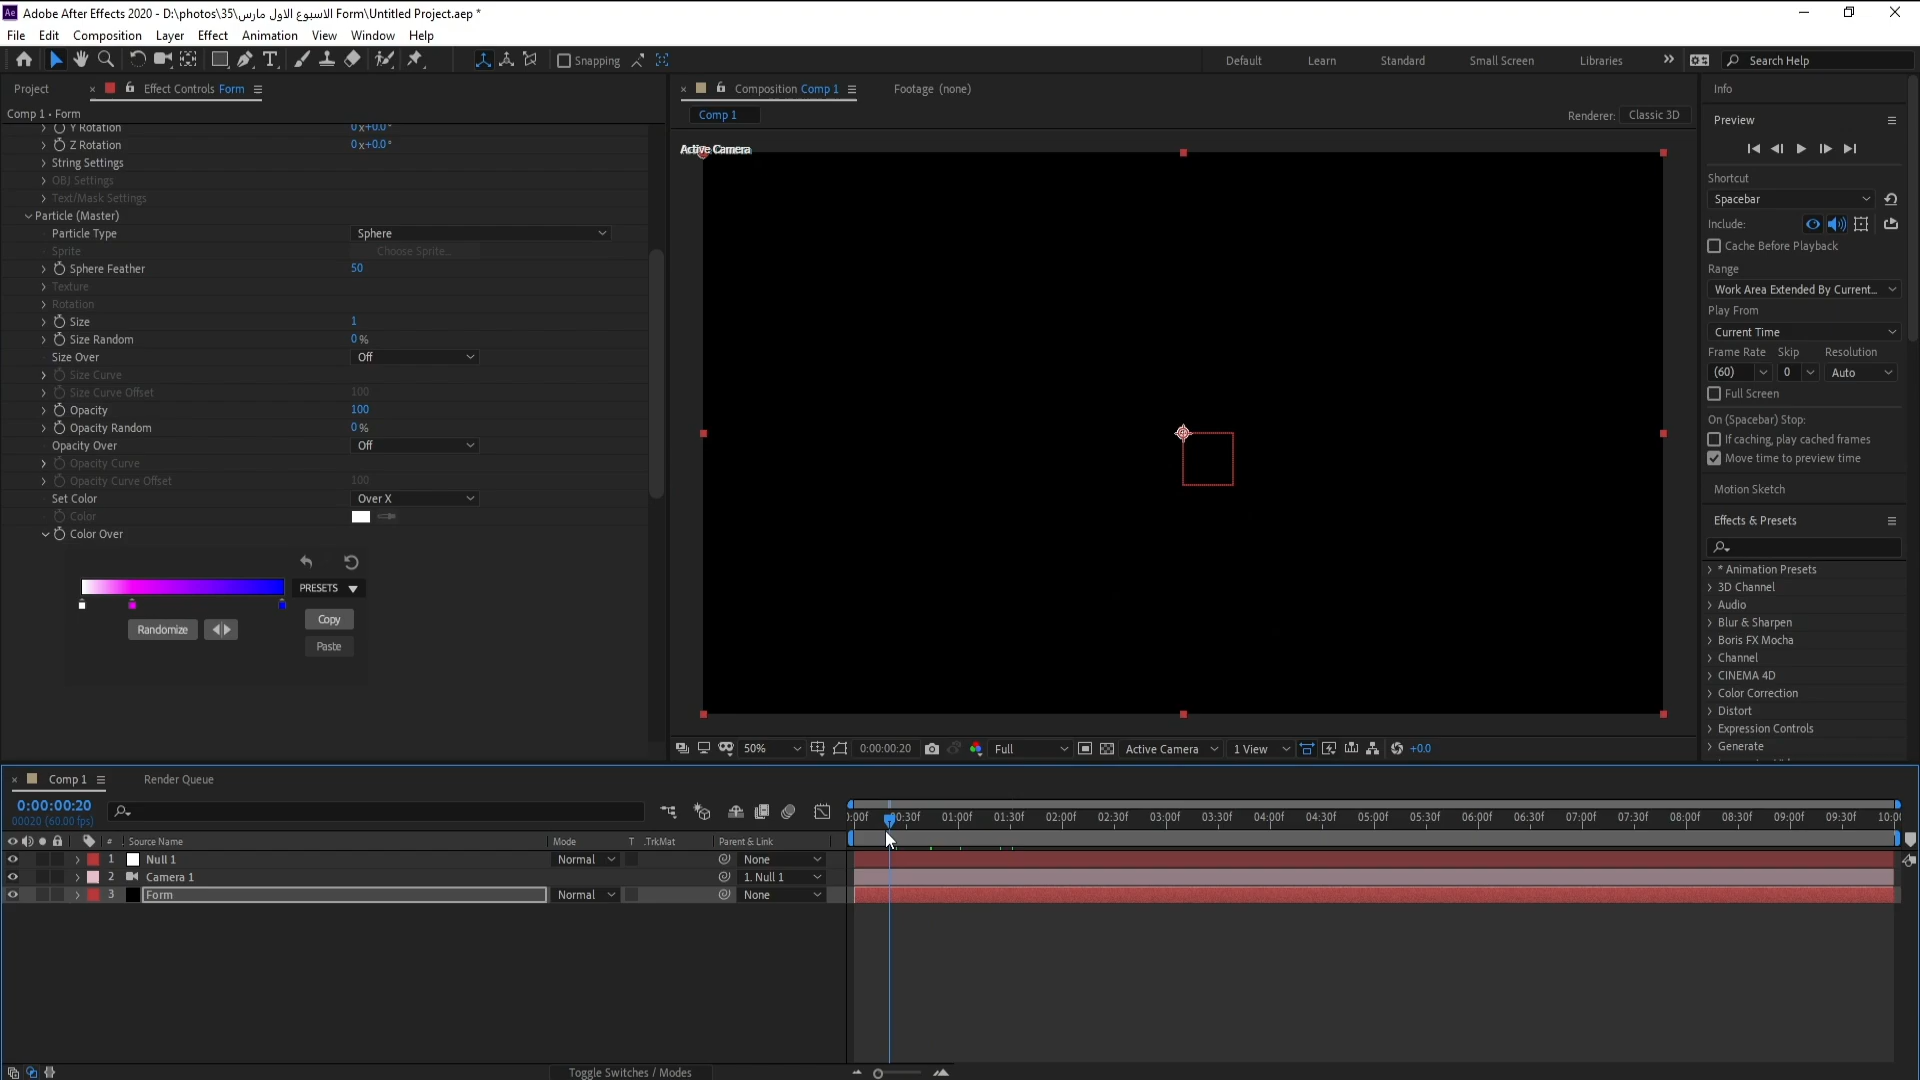 Adobe After Effects 2020 - D:\photos\35\الاسبوع الاول مارس Form\Untitled Project.aep *
File Edit Composition Layer Effect Animation View Window Help
Snapping Default Learn Standard Small Screen Libraries Search Help
Project Effect Controls Form
Comp 1 • Form
Y Rotation 0x+0.0°
Z Rotation 0x+0.0°
String Settings
OBJ Settings
Text/Mask Settings
Particle (Master)
Particle Type Sphere
Sprite Choose Sprite...
Sphere Feather 50
Texture
Rotation
Size 1
Size Random 0%
Size Over Off
Size Curve
Size Curve Offset 100
Opacity 100
Opacity Random 0%
Opacity Over Off
Opacity Curve
Opacity Curve Offset 100
Set Color Over X
Color
Color Over
PRESETS
Copy
Randomize
Paste
Composition Comp 1 Footage (none)
Comp 1 Renderer: Classic 3D
Active Camera
50% 0:00:00:20 Full Active Camera 1 View +0.0
Info
Preview
Shortcut
Spacebar
Include:
Cache Before Playback
Range
Work Area Extended By Current...
Play From
Current Time
Frame Rate Skip Resolution
(60) 0 Auto
Full Screen
On (Spacebar) Stop:
If caching, play cached frames
Move time to preview time
Motion Sketch
Effects & Presets
* Animation Presets
3D Channel
Audio
Blur & Sharpen
Boris FX Mocha
Channel
CINEMA 4D
Color Correction
Distort
Expression Controls
Generate
Comp 1 Render Queue
0:00:00:20
00020 (60.00 fps)
):00f 00:30f 01:00f 01:30f 02:00f 02:30f 03:00f 03:30f 04:00f 04:30f 05:00f 05:30f 06:00f 06:30f 07:00f 07:30f 08:00f 08:30f 09:00f 09:30f 10:0
# Source Name Mode T .TrkMat Parent & Link
1 Null 1 Normal None
2 Camera 1 1. Null 1
3 Form Normal None
Toggle Switches / Modes